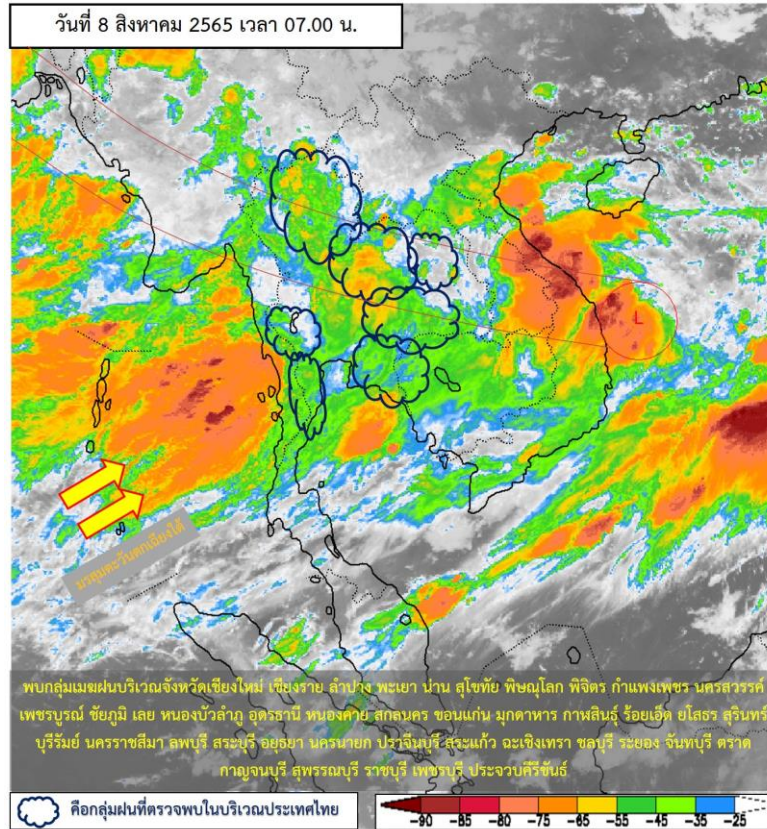 วันที่ 8 สิงหาคม 2565 เวลา 07.00 น.
L
มรสุมตะวันตกเฉียงใต้
พบกลุ่มเมฆฝนบริเวณจังหวัดเชียงใหม่ เชียงราย ลำปาง พะเยา น่าน สุโขทัย พิษณุโลก พิจิตร กำแพงเพชร นครสวรรค์
เพชรบูรณ์ ชัยภูมิ เลย หนองบัวลำภู อุดรธานี หนองคาย สกลนคร ขอนแก่น มุกดาหาร กาฬสินธุ์ ร้อยเอ็ด ยโสธร สุรินทร์
บุรีรัมย์ นครราชสีมา ลพบุรี สระบุรี อยุธยา นครนายก ปราจีนบุรี สระแก้ว ฉะเชิงเทรา ชลบุรี ระยอง จันทบุรี ตราด
กาญจนบุรี สุพรรณบุรี ราชบุรี เพชรบุรี ประจวบคีรีขันธ์
คือกลุ่มฝนที่ตรวจพบในบริเวณประเทศไทย
-90 -85 -80 -75 -65 -55 -45 -35 -25